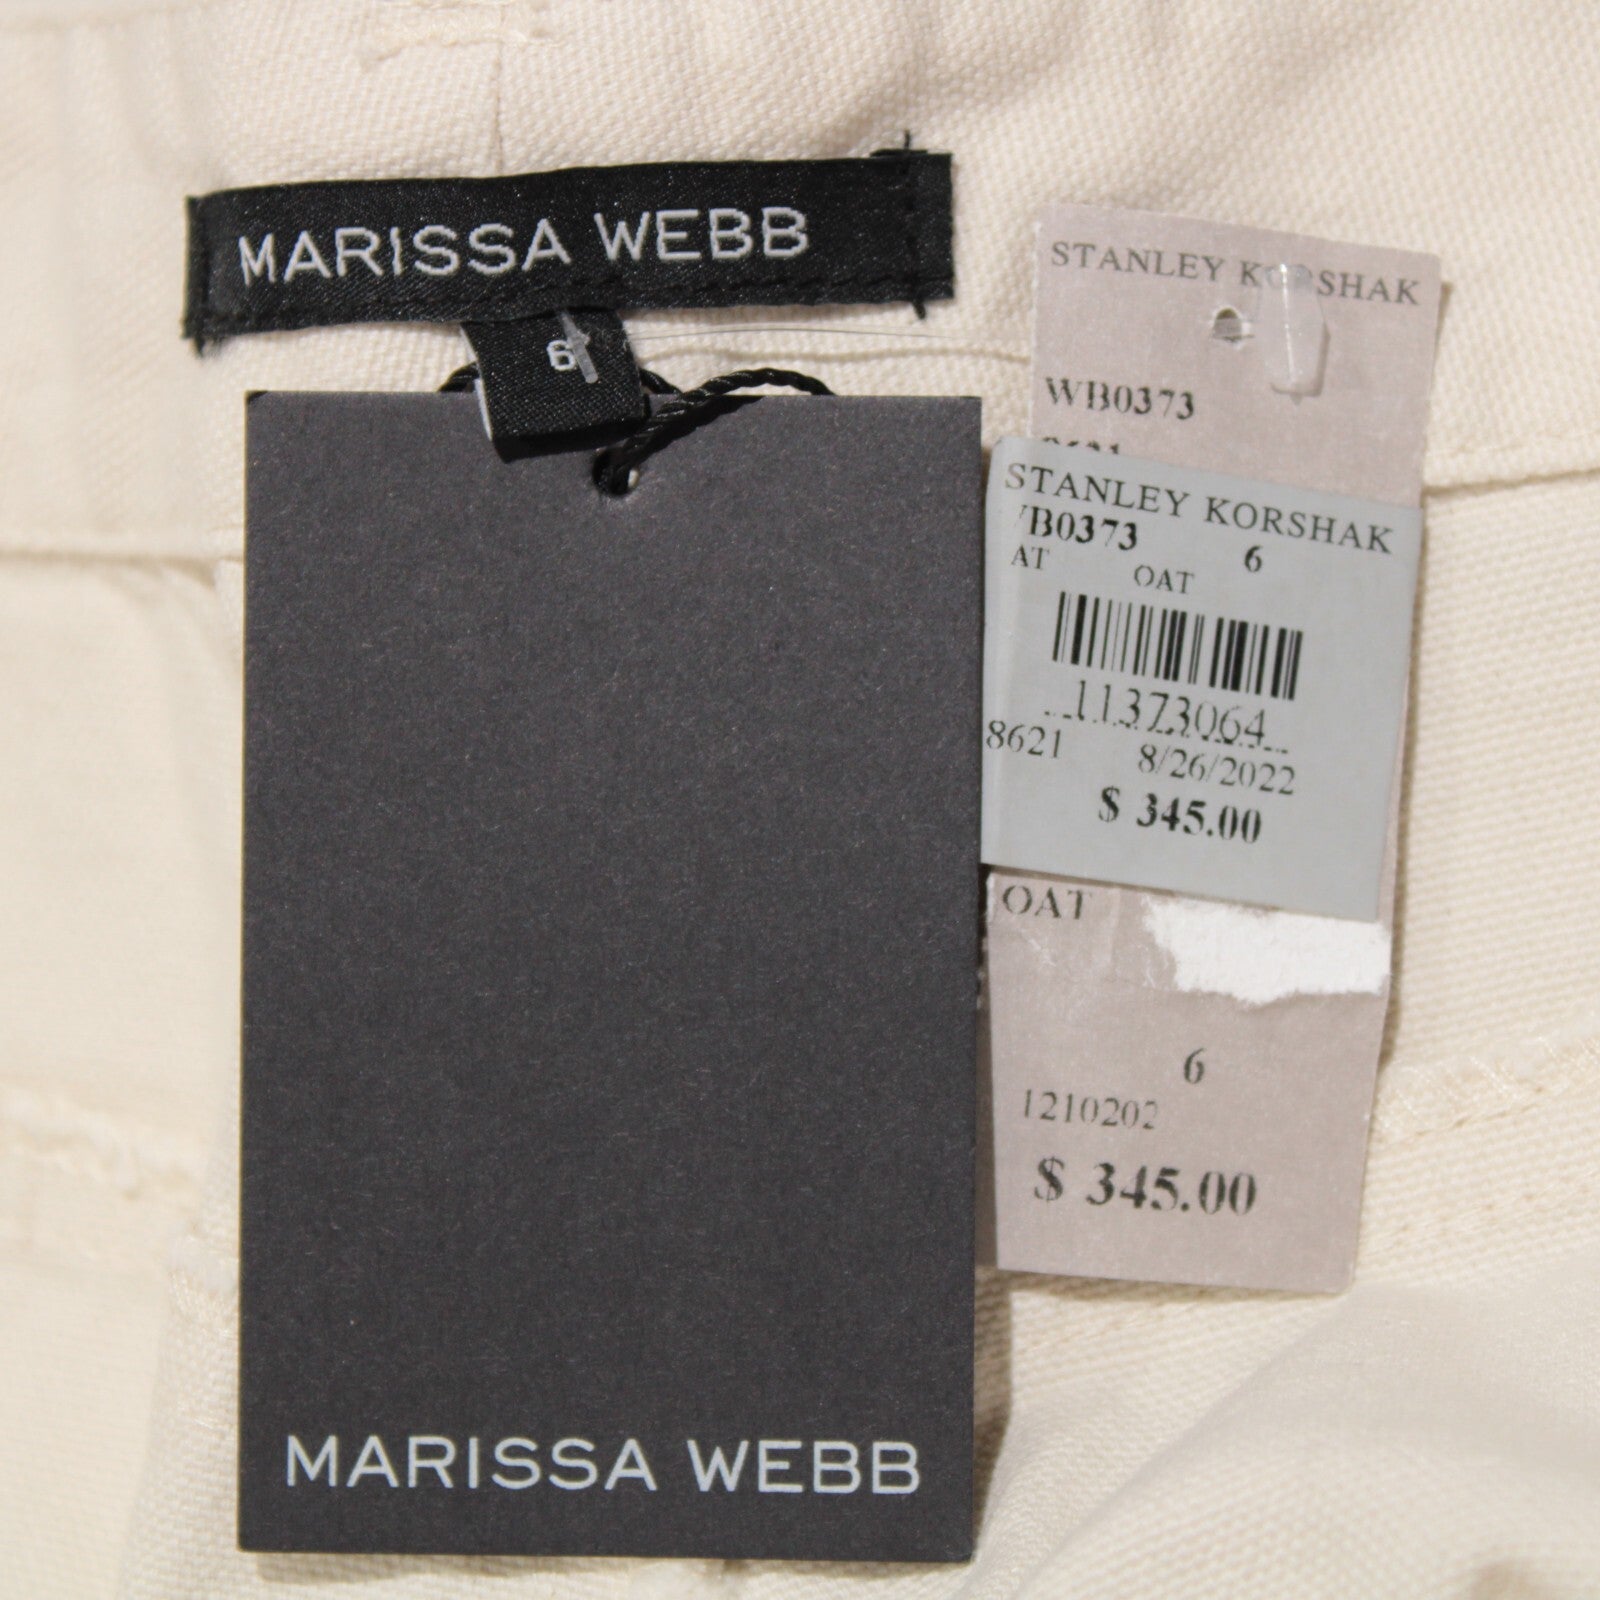 MARISSA WEBB
6
MARISSA WEBB
STANLEY KORSHAK
WB0373
STANLEY KORSHAK
B0373 6
AT OAT
11373064
8621 8/26/2022
$ 345.00
OAT
6
1210202
$ 345.00